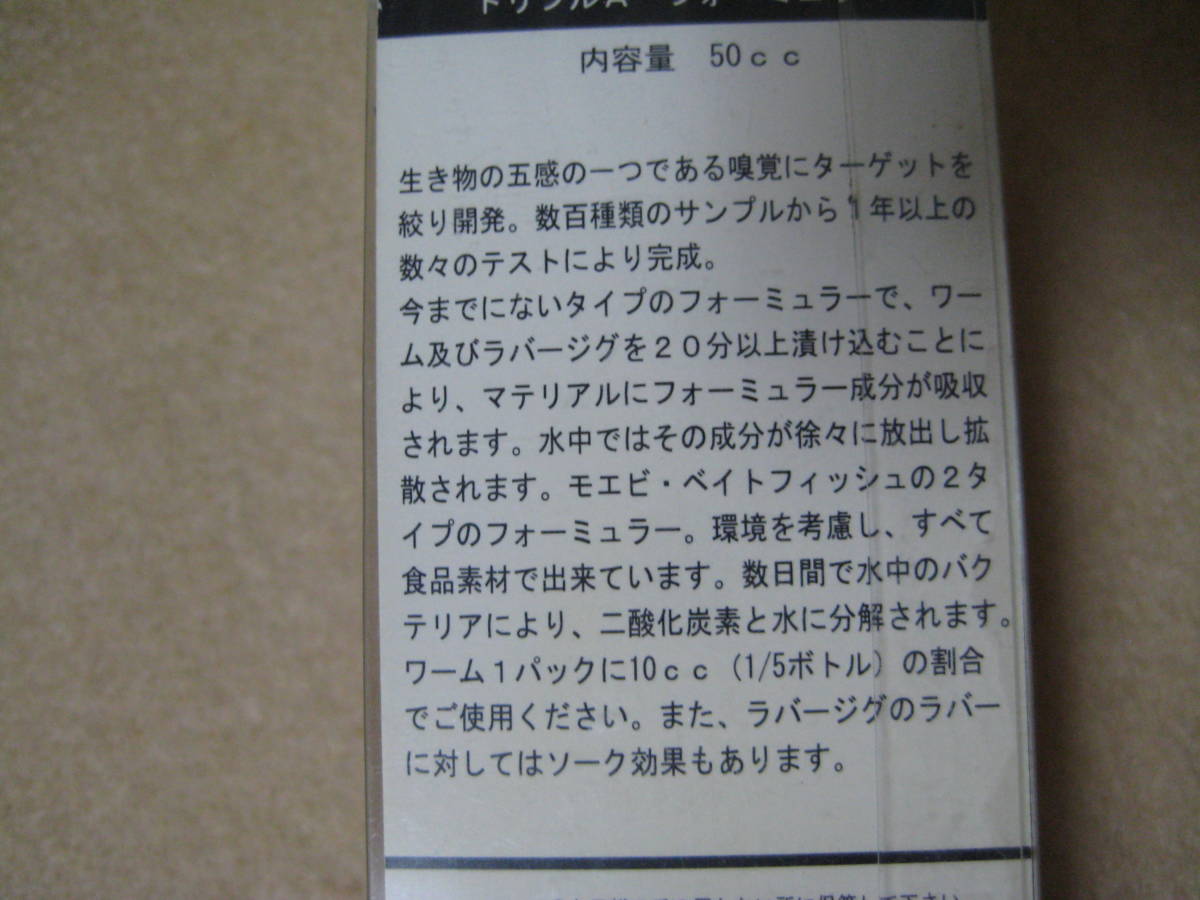 トリプルA フォーミュラ
内容量 50cc
生き物の五感の一つである嗅覚にターゲットを
絞り開発。数百種類のサンプルから1年以上の
数々のテストにより完成。
今までにないタイプのフォーミュラーで、ワー
ム及びラバージグを20分以上漬け込むことに
より、マテリアルにフォーミュラー成分が吸収
されます。水中ではその成分が徐々に放出し拡
散されます。モエビ・ベイトフィッシュの2タ
イプのフォーミュラー。環境を考慮し、すべて
食品素材で出来ています。数日間で水中のバク
テリアにより、二酸化炭素と水に分解されます。
ワーム1パックに10cc(1/5ボトル)の割合
でご使用ください。また、ラバージグのラバー
に対してはソーク効果もあります。